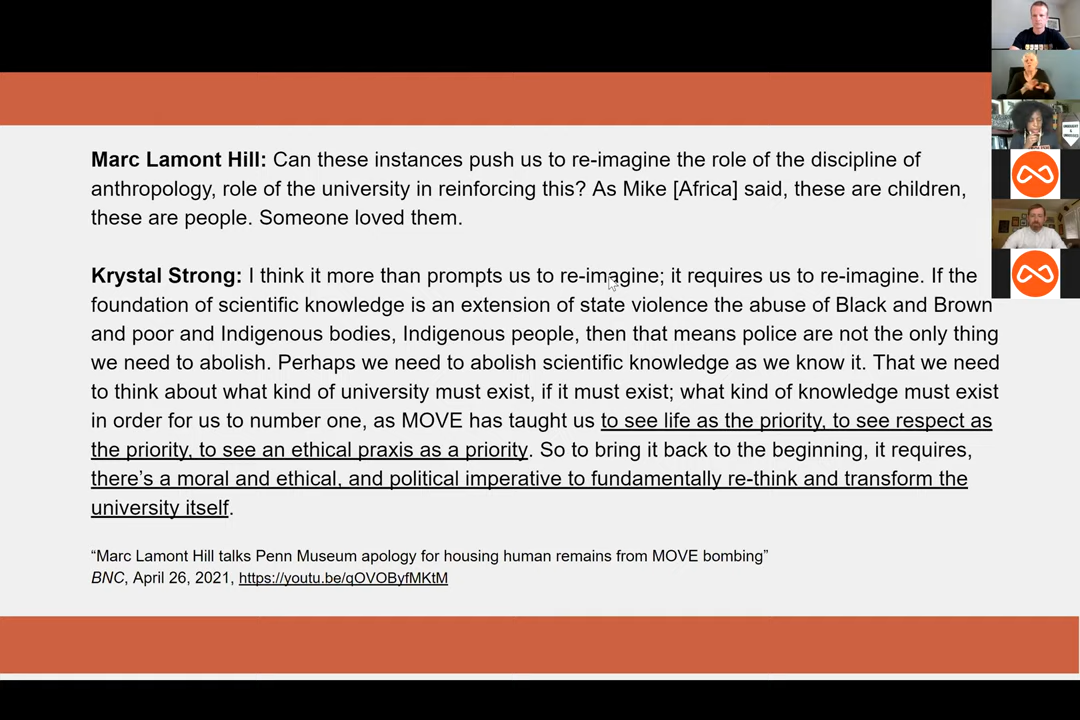 Marc Lamont Hill: Can these instances push us to re-imagine the role of the discipline of
anthropology, role of the university in reinforcing this? As Mike [Africa] said, these are children,
these are people. Someone loved them.
Krystal Strong: I think it more than prompts us to re-imagine; it requires us to re-imagine. If the
foundation of scientific knowledge is an extension of state violence the abuse of Black and Brown
and poor and Indigenous bodies, Indigenous people, then that means police are not the only thing
we need to abolish. Perhaps we need to abolish scientific knowledge as we know it. That we need
to think about what kind of university must exist, if it must exist; what kind of knowledge must exist
in order for us to number one, as MOVE has taught us to see life as the priority, to see respect as
the priority, to see an ethical praxis as a priority. So to bring it back to the beginning, it requires,
there’s a moral and ethical, and political imperative to fundamentally re-think and transform the
university itself.
“Marc Lamont Hill talks Penn Museum apology for housing human remains from MOVE bombing”
BNC, April 26, 2021, https://youtu.be/qOVOByfMKtM